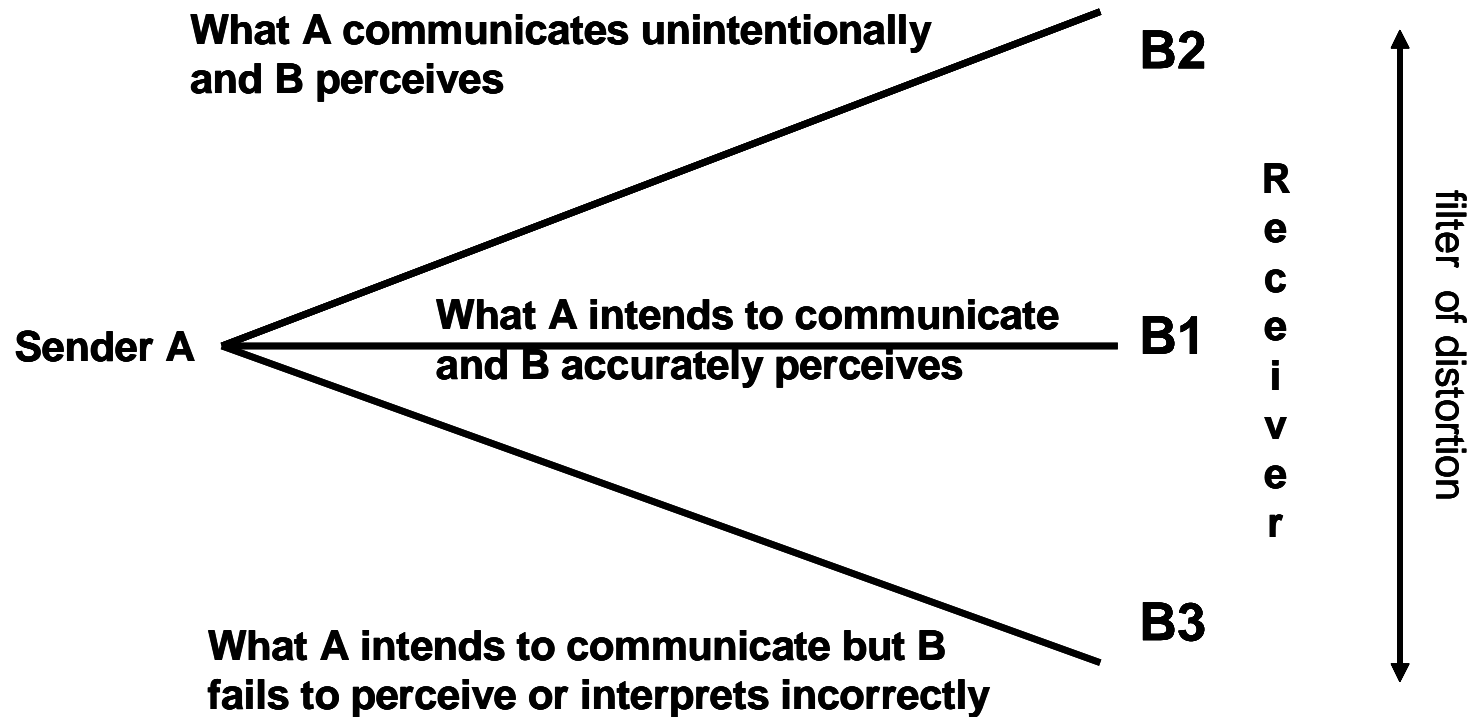 What A communicates unintentionally
and B perceives
B2
Sender A
What A intends to communicate
and B accurately perceives
B1
B3
What A intends to communicate but B
fails to perceive or interprets incorrectly
Receiver
filter of distortion